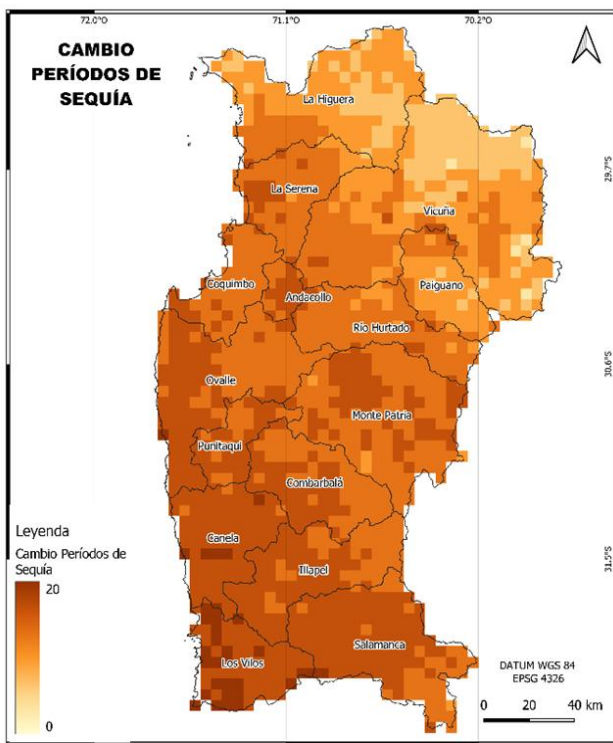 72.0°O
71.1°O
70.2°O
CAMBIO
PERÍODOS DE
SEQUÍA
La Higuera
29.7°S
La Serena
Vicuña
Coquimbo
Andacollo
Paiguano
Río Hurtado
30.6°S
Ovalle
Monte Patria
Punitaqui
Combarbalá
Leyenda
Canela
Cambio Períodos de
Sequía
31.5°S
20
Illapel
Salamanca
Los Vilos
DATUM WGS 84
EPSG 4326
0
0 20 40 km